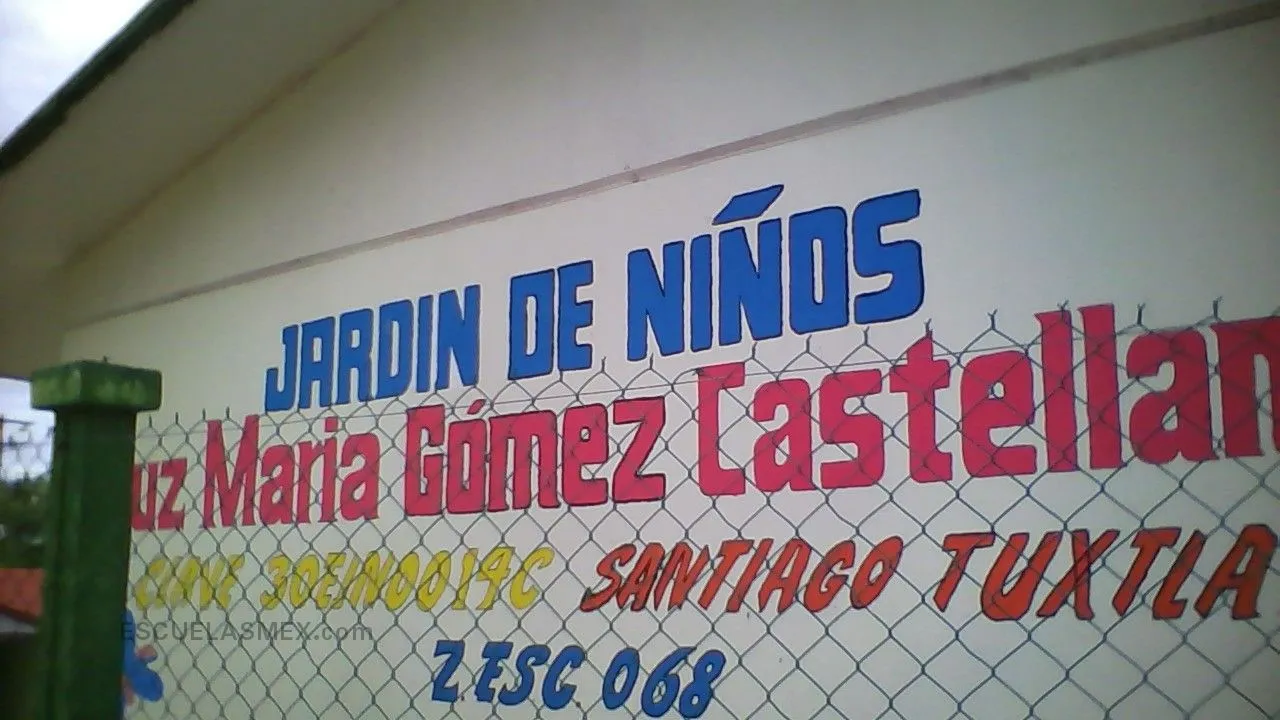 JARDIN DE NIÑOS
uz Maria Gómez Castellan
CLAVE 30EJN0014C SANTIAGO TUXTLA
ESCUELASMEX.com
Z.ESC. 068